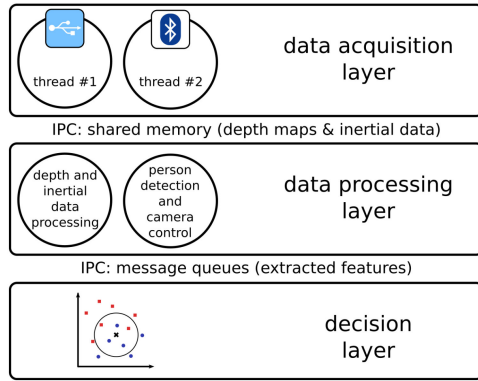 thread #1
thread #2
data acquisition
layer
IPC: shared memory (depth maps & inertial data)
depth and
inertial
data
processing
person
detection
and
camera
control
data processing
layer
IPC: message queues (extracted features)
decision
layer